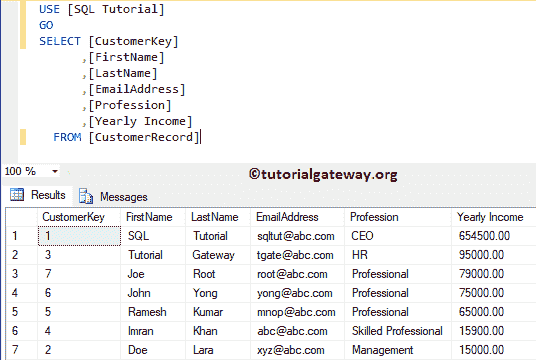 USE [SQL Tutorial]
GO
SELECT [CustomerKey]
,[FirstName]
,[LastName]
,[EmailAddress]
,[Profession]
,[Yearly Income]
FROM [CustomerRecord]
100 %
©tutorialgateway.org
Results Messages
CustomerKey FirstName LastName EmailAddress Profession Yearly Income
1 1 SQL Tutorial sqltut@abc.com CEO 654500.00
2 3 Tutorial Gateway tgate@abc.com HR 95000.00
3 7 Joe Root root@abc.com Professional 79000.00
4 6 John Yong yong@abc.com Professional 75000.00
5 5 Ramesh Kumar mnop@abc.com Professional 65000.00
6 4 Imran Khan abc@abc.com Skilled Professional 15900.00
7 2 Doe Lara xyz@abc.com Management 15000.00